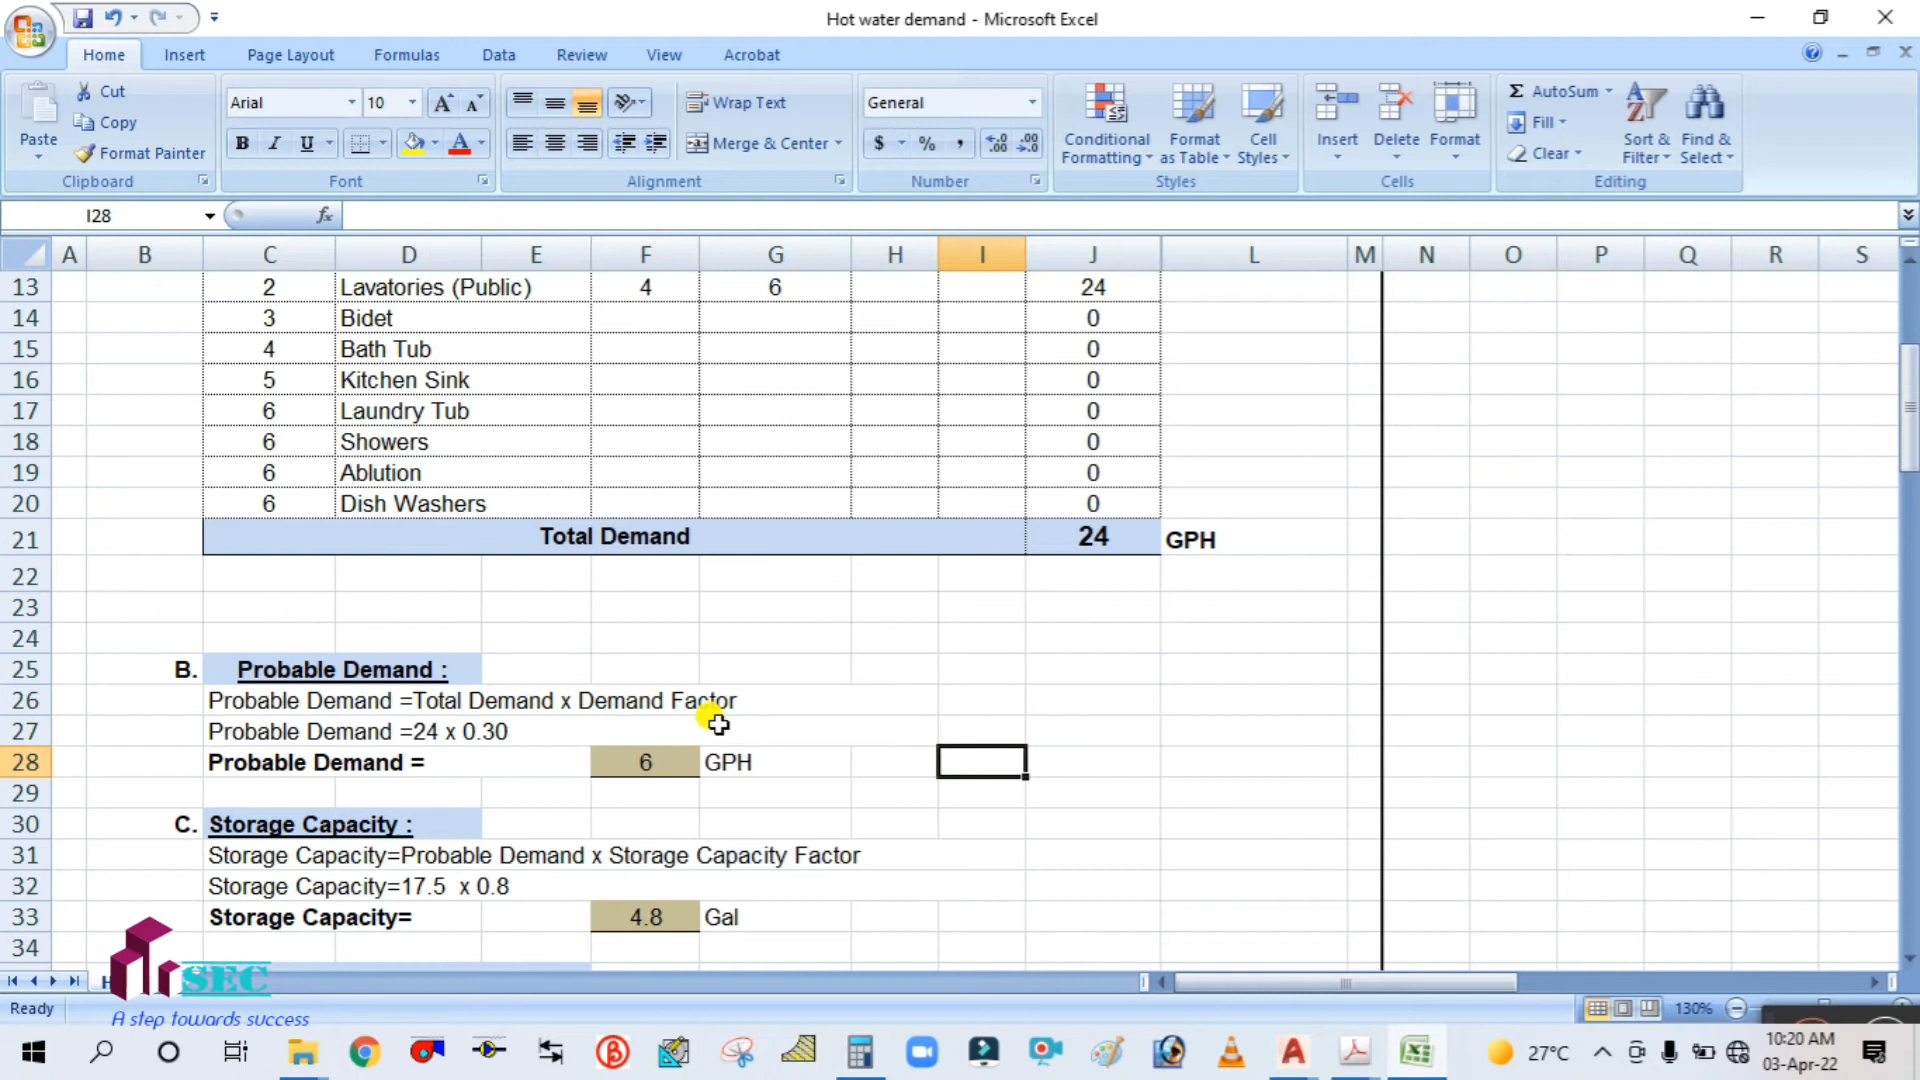 Hot water demand - Microsoft Excel
Home Insert Page Layout Formulas Data Review View Acrobat
Paste
Cut
Copy
Format Painter
Clipboard
Arial 10
B I U
Font
Wrap Text
Merge & Center
Alignment
General
$ % ,
Number
Conditional Formatting
Format as Table
Cell Styles
Styles
Insert Delete Format
Cells
Σ AutoSum
Fill
Clear
Sort & Filter
Find & Select
Editing
I28 fx
A B C D E F G H I J L M N O P Q R S
13 2 Lavatories (Public) 4 6 24
14 3 Bidet 0
15 4 Bath Tub 0
16 5 Kitchen Sink 0
17 6 Laundry Tub 0
18 6 Showers 0
19 6 Ablution 0
20 6 Dish Washers 0
21 Total Demand 24 GPH
22
23
24
25 B. Probable Demand :
26 Probable Demand =Total Demand x Demand Factor
27 Probable Demand =24 x 0.30
28 Probable Demand = 6 GPH
29
30 C. Storage Capacity :
31 Storage Capacity=Probable Demand x Storage Capacity Factor
32 Storage Capacity=17.5 x 0.8
33 Storage Capacity= 4.8 Gal
34
SEC
A step towards success
Ready 130%
27°C
10:20 AM
03-Apr-22